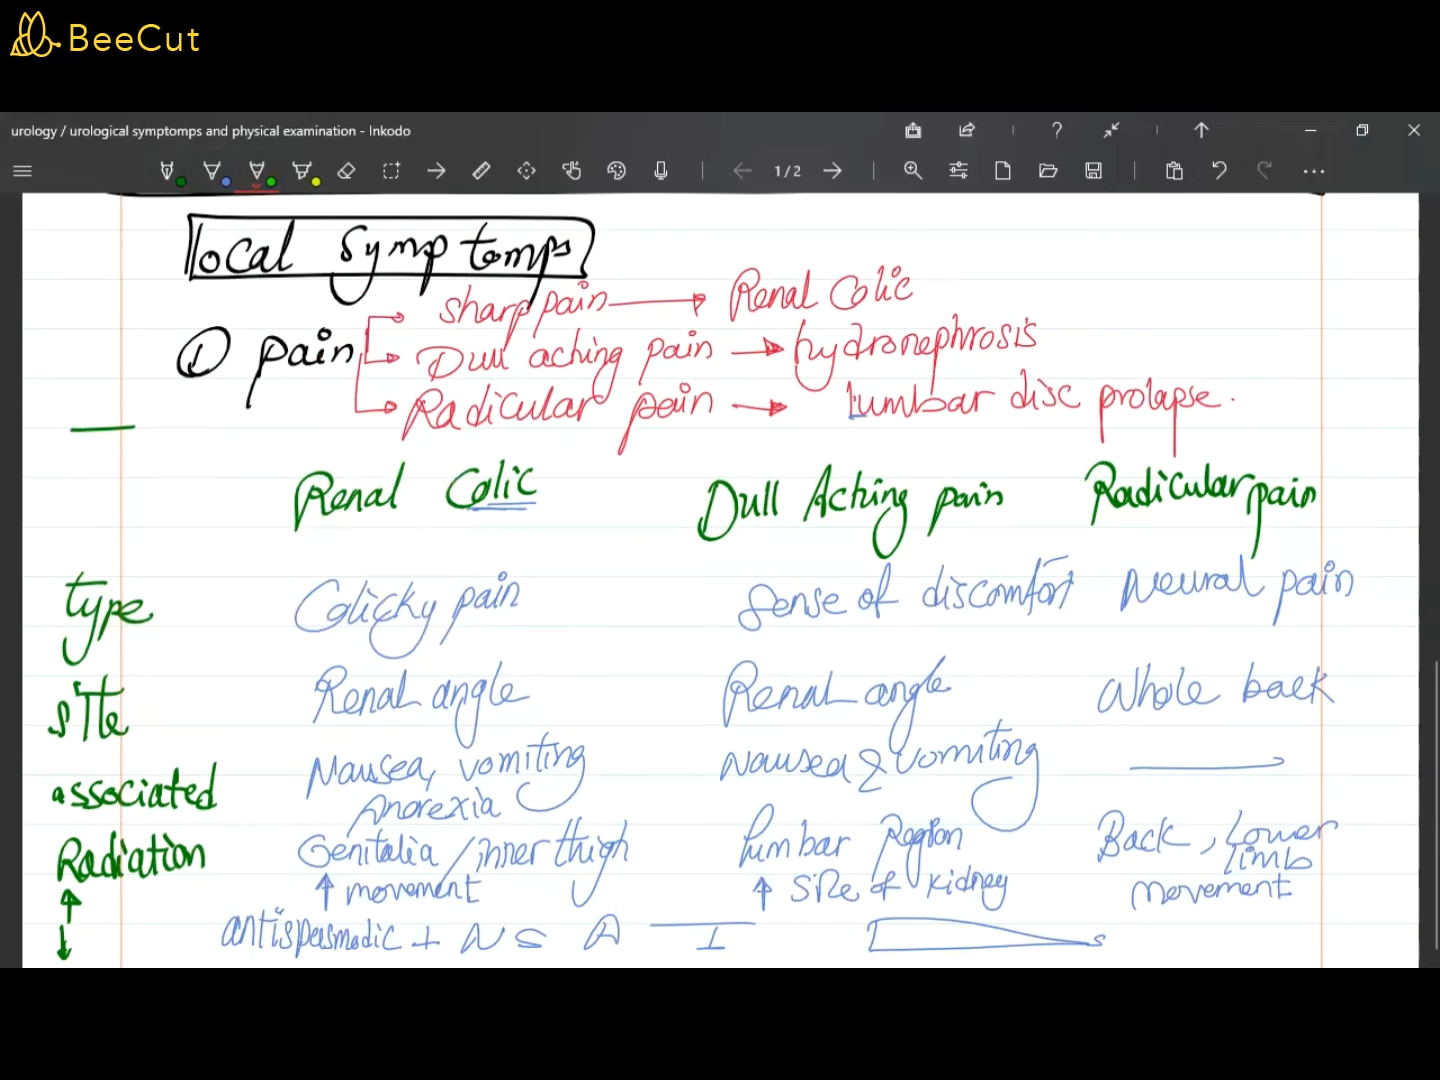 BeeCut
urology / urological symptomps and physical examination - Inkodo
1/2
local symptomps
① pain
sharp pain → Renal Colic
Dull aching pain → hydronephrosis
Radicular pain → Lumbar disc prolapse.
Renal Colic Dull Aching pain Radicular pain
type Colicky pain Sense of discomfort Neural pain
site Renal angle Renal angle Whole back
associated Nausea, vomiting Nausea & vomiting
Anorexia
Radiation Genitalia / inner thigh Lumbar Region Back, Lower limb
↑ ↑ movement ↑ Size of kidney movement
↓ antispasmodic + NSAI